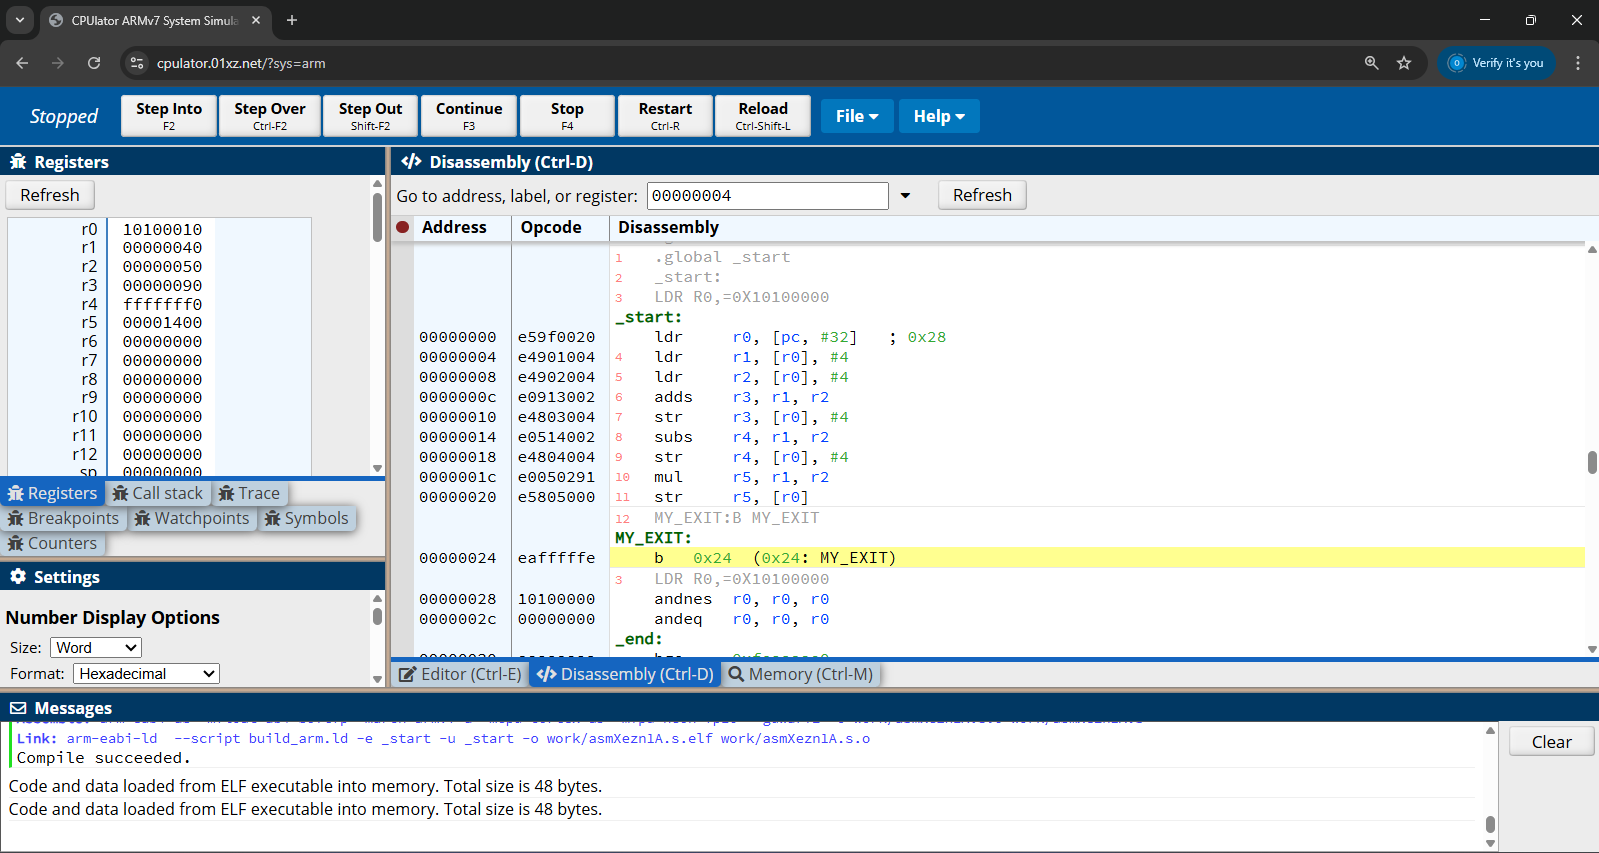 CPUlator ARMv7 System Simula
cpulator.01xz.net/?sys=arm
Verify it's you
Stopped
Step Into
F2
Step Over
Ctrl-F2
Step Out
Shift-F2
Continue
F3
Stop
F4
Restart
Ctrl-R
Reload
Ctrl-Shift-L
File
Help
Registers
Refresh
r0 10100010
r1 00000040
r2 00000050
r3 00000090
r4 fffffff0
r5 00001400
r6 00000000
r7 00000000
r8 00000000
r9 00000000
r10 00000000
r11 00000000
r12 00000000
sp 00000000
Registers Call stack Trace
Breakpoints Watchpoints Symbols
Counters
Settings
Number Display Options
Size: Word
Format: Hexadecimal
Disassembly (Ctrl-D)
Go to address, label, or register: 00000004 Refresh
Address Opcode Disassembly
1 .global _start
2 _start:
3 LDR R0,=0X10100000
_start:
00000000 e59f0020 ldr r0, [pc, #32] ; 0x28
00000004 e4901004 4 ldr r1, [r0], #4
00000008 e4902004 5 ldr r2, [r0], #4
0000000c e0913002 6 adds r3, r1, r2
00000010 e4803004 7 str r3, [r0], #4
00000014 e0514002 8 subs r4, r1, r2
00000018 e4804004 9 str r4, [r0], #4
0000001c e0050291 10 mul r5, r1, r2
00000020 e5805000 11 str r5, [r0]
12 MY_EXIT:B MY_EXIT
MY_EXIT:
00000024 eafffffe b 0x24 (0x24: MY_EXIT)
3 LDR R0,=0X10100000
00000028 10100000 andnes r0, r0, r0
0000002c 00000000 andeq r0, r0, r0
_end:
Editor (Ctrl-E) Disassembly (Ctrl-D) Memory (Ctrl-M)
Messages
Link: arm-eabi-ld --script build_arm.ld -e _start -u _start -o work/asmXeznlA.s.elf work/asmXeznlA.s.o
Compile succeeded.
Code and data loaded from ELF executable into memory. Total size is 48 bytes.
Code and data loaded from ELF executable into memory. Total size is 48 bytes.
Clear